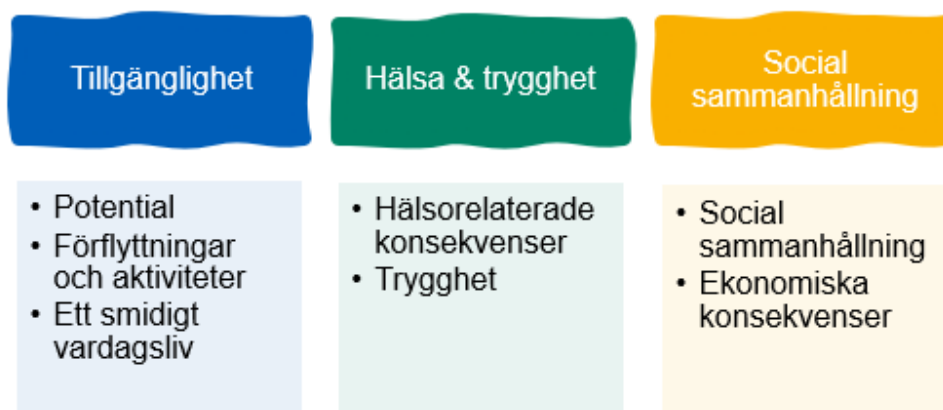 Tillgänglighet
Hälsa & trygghet
Social
sammanhållning
• Potential
• Förflyttningar
och aktiviteter
• Ett smidigt
vardagsliv
• Hälsorelaterade
konsekvenser
• Trygghet
• Social
sammanhållning
• Ekonomiska
konsekvenser